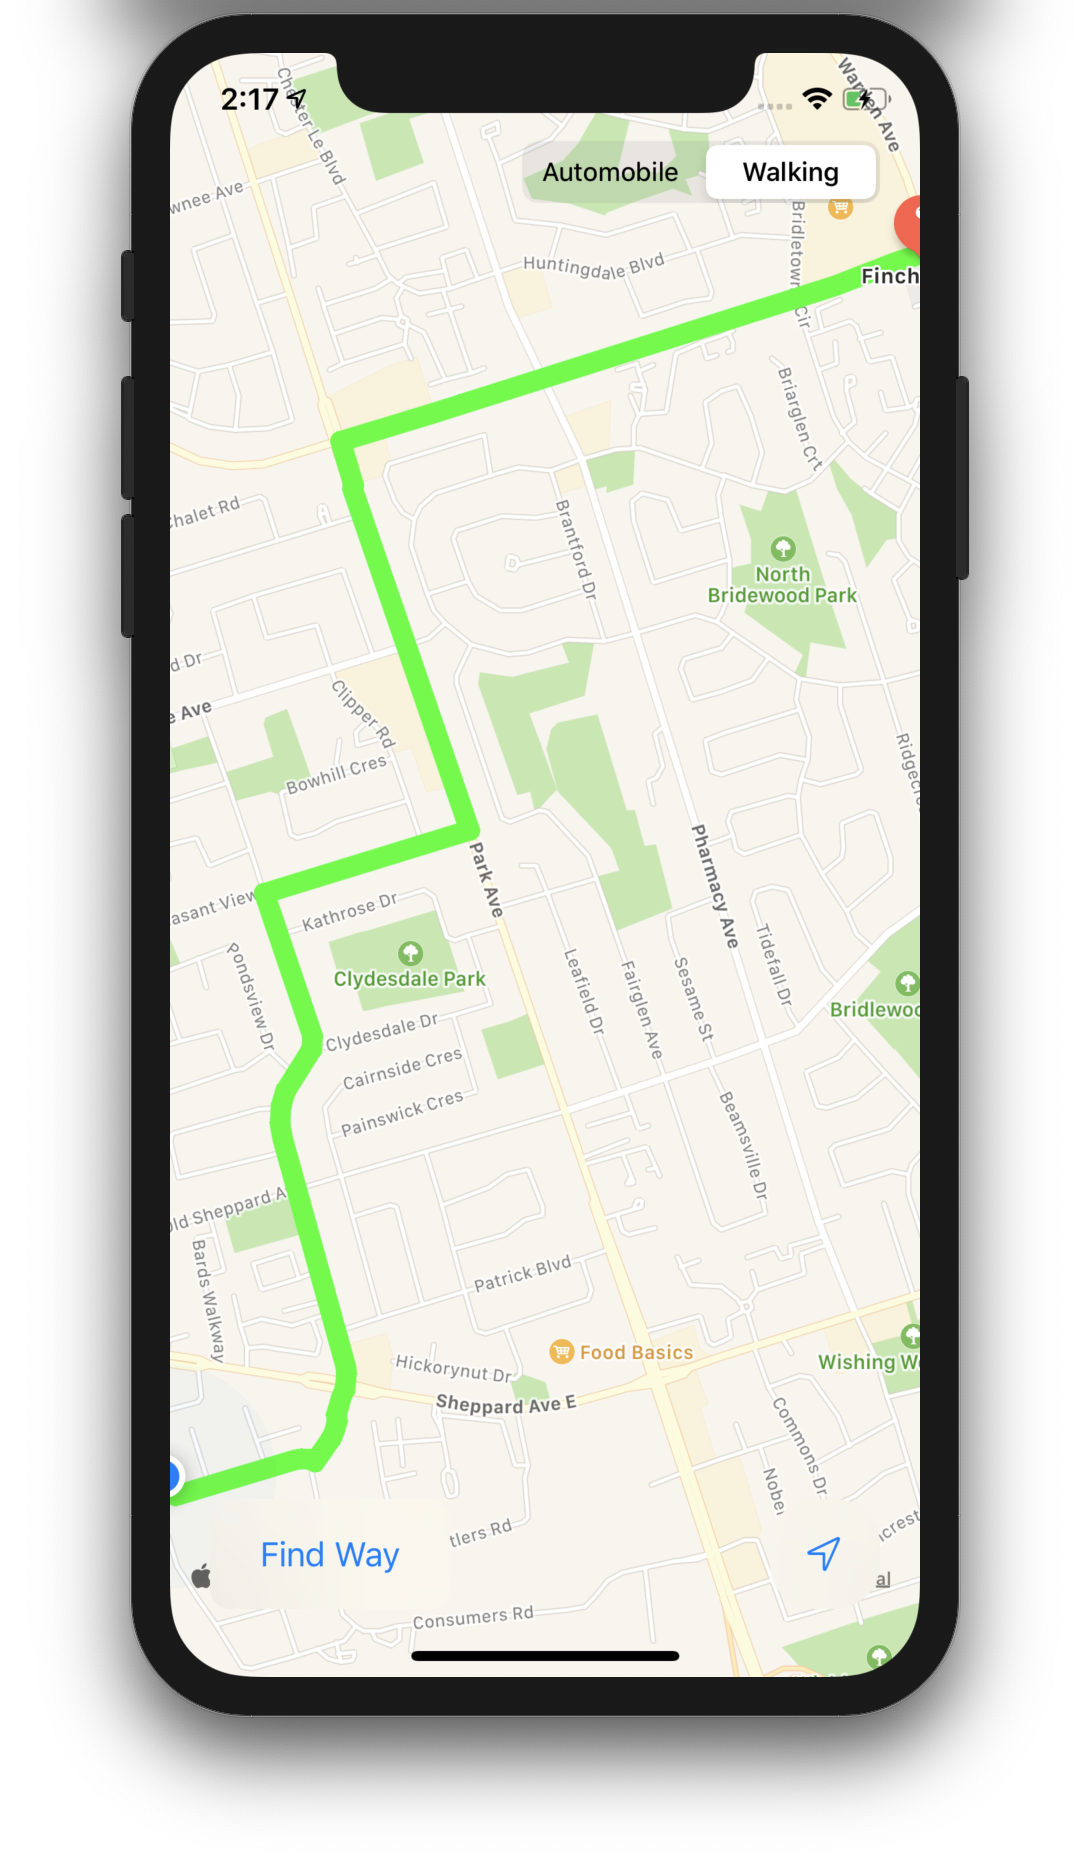 2:17
Warden Ave
Chester Le Blvd
Automobile
Walking
wnee Ave
Bridletown Cir
Huntingdale Blvd
Finch
Briarglen Crt
Chalet Rd
Brantford Dr
North
Bridewood Park
d Dr
Clipper Rd
e Ave
Bowhill Cres
Ridgecre
Pharmacy Ave
Park Ave
asant View
Kathrose Dr
Clydesdale Park
Pondsview Dr
Tidefall Dr
Leafield Dr
Fairglen Ave
Sesame St
Bridlewoo
Clydesdale Dr
Cairnside Cres
Painswick Cres
Beamsville Dr
Old Sheppard A
Bards Walkway
Patrick Blvd
Food Basics
Hickorynut Dr
Wishing We
Sheppard Ave E
Commons Dr
Nober
crest
tlers Rd
Find Way
al
Consumers Rd